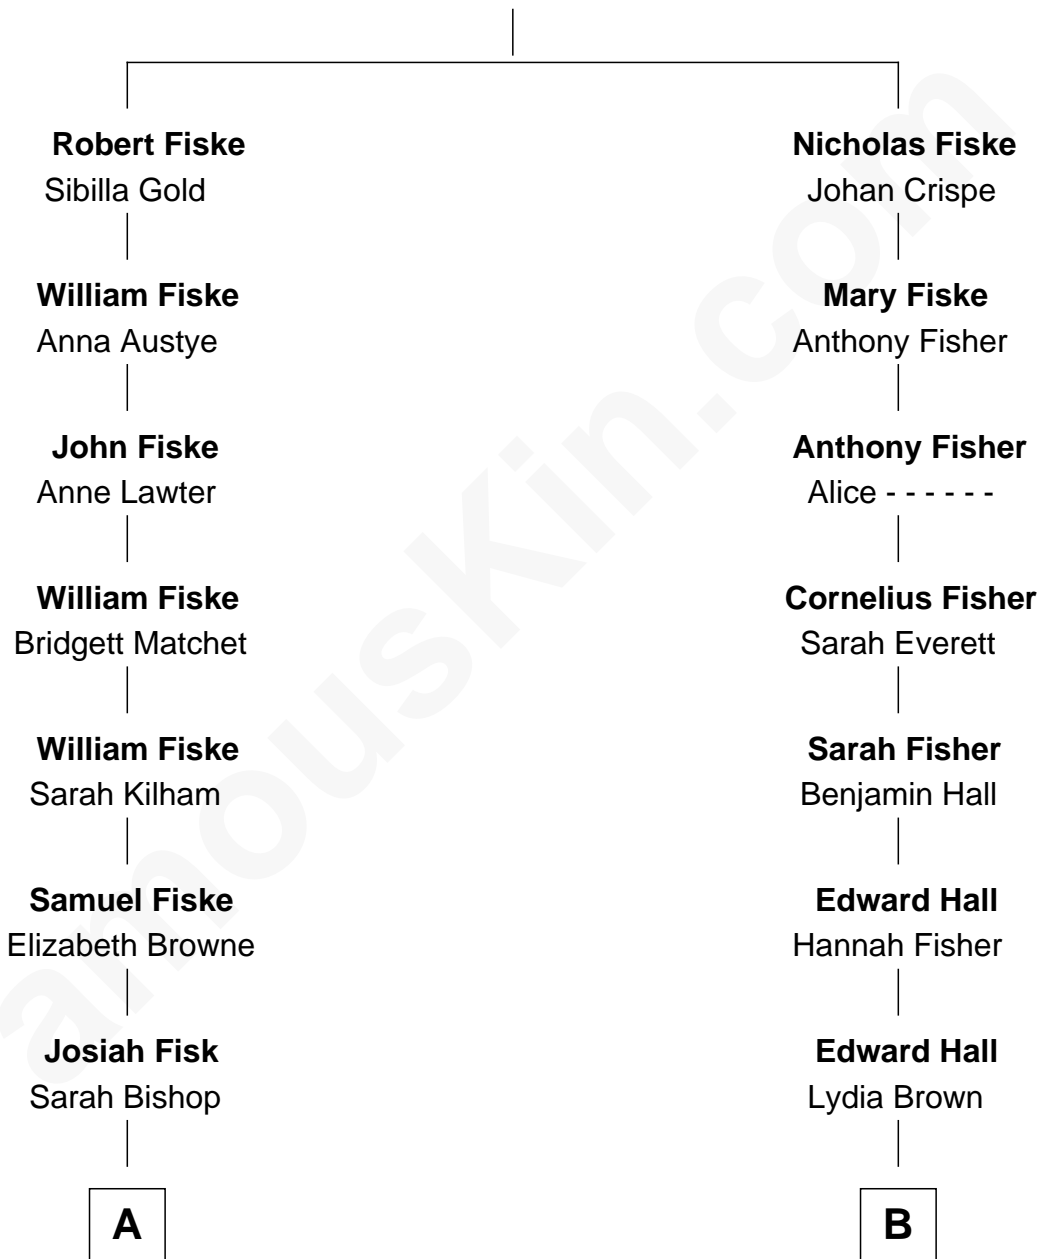 Robert Fiske
Sibilla Gold
Nicholas Fiske
Johan Crispe
William Fiske
Anna Austye
Mary Fiske
Anthony Fisher
John Fiske
Anne Lawter
Anthony Fisher
Alice - - - - - -
William Fiske
Bridgett Matchet
Cornelius Fisher
Sarah Everett
William Fiske
Sarah Kilham
Sarah Fisher
Benjamin Hall
Samuel Fiske
Elizabeth Browne
Edward Hall
Hannah Fisher
Josiah Fisk
Sarah Bishop
Edward Hall
Lydia Brown
A
B
amousKin.com